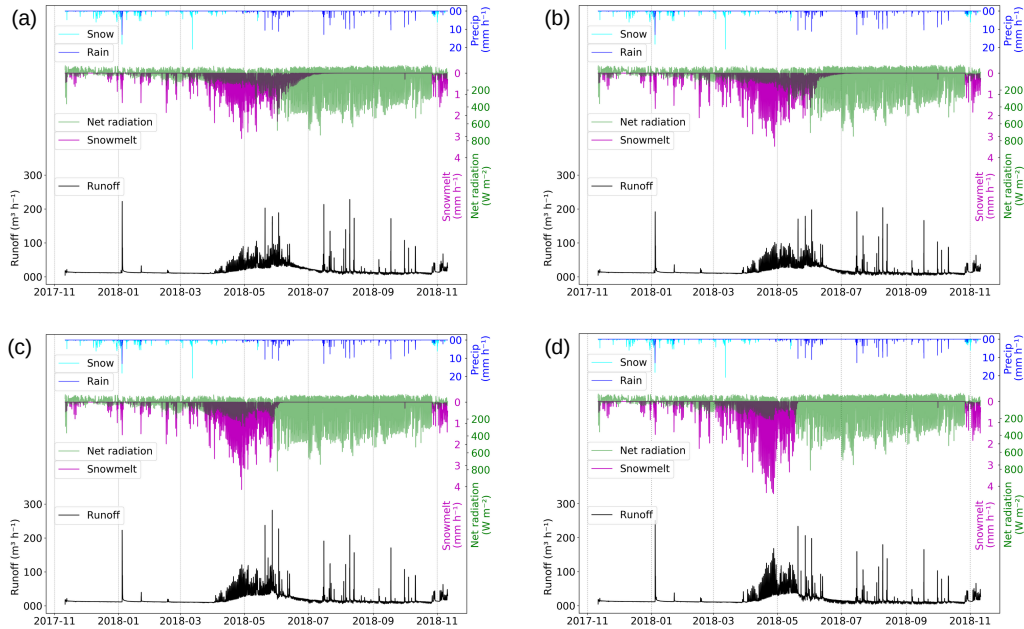 (a)
Snow
Rain
Net radiation
Snowmelt
Runoff
Runoff (m³ h⁻¹)
300
200
100
000
2017-11 2018-01 2018-03 2018-05 2018-07 2018-09 2018-11
00
10
20
Precip
(mm h⁻¹)
0
1
2
3
4
Snowmelt
(mm h⁻¹)
200
400
600
800
Net radiation
(W m⁻²)
(b)
Snow
Rain
Net radiation
Snowmelt
Runoff
Runoff (m³ h⁻¹)
300
200
100
000
2017-11 2018-01 2018-03 2018-05 2018-07 2018-09 2018-11
00
10
20
Precip
(mm h⁻¹)
0
1
2
3
4
Snowmelt
(mm h⁻¹)
200
400
600
800
Net radiation
(W m⁻²)
(c)
Snow
Rain
Net radiation
Snowmelt
Runoff
Runoff (m³ h⁻¹)
300
200
100
000
2017-11 2018-01 2018-03 2018-05 2018-07 2018-09 2018-11
00
10
20
Precip
(mm h⁻¹)
0
1
2
3
4
Snowmelt
(mm h⁻¹)
200
400
600
800
Net radiation
(W m⁻²)
(d)
Snow
Rain
Net radiation
Snowmelt
Runoff
Runoff (m³ h⁻¹)
300
200
100
000
2017-11 2018-01 2018-03 2018-05 2018-07 2018-09 2018-11
00
10
20
Precip
(mm h⁻¹)
0
1
2
3
4
Snowmelt
(mm h⁻¹)
200
400
600
800
Net radiation
(W m⁻²)